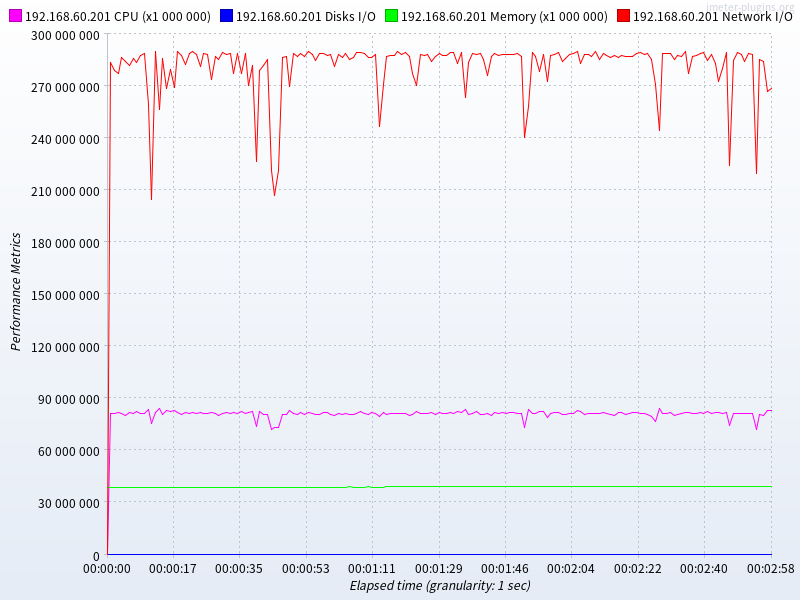 jmeter-plugins.org
192.168.60.201 CPU (x1 000 000) 192.168.60.201 Disks I/O 192.168.60.201 Memory (x1 000 000) 192.168.60.201 Network I/O
300 000 000
270 000 000
240 000 000
210 000 000
180 000 000
150 000 000
120 000 000
90 000 000
60 000 000
30 000 000
0
Performance Metrics
00:00:00 00:00:17 00:00:35 00:00:53 00:01:11 00:01:29 00:01:46 00:02:04 00:02:22 00:02:40 00:02:58
Elapsed time (granularity: 1 sec)